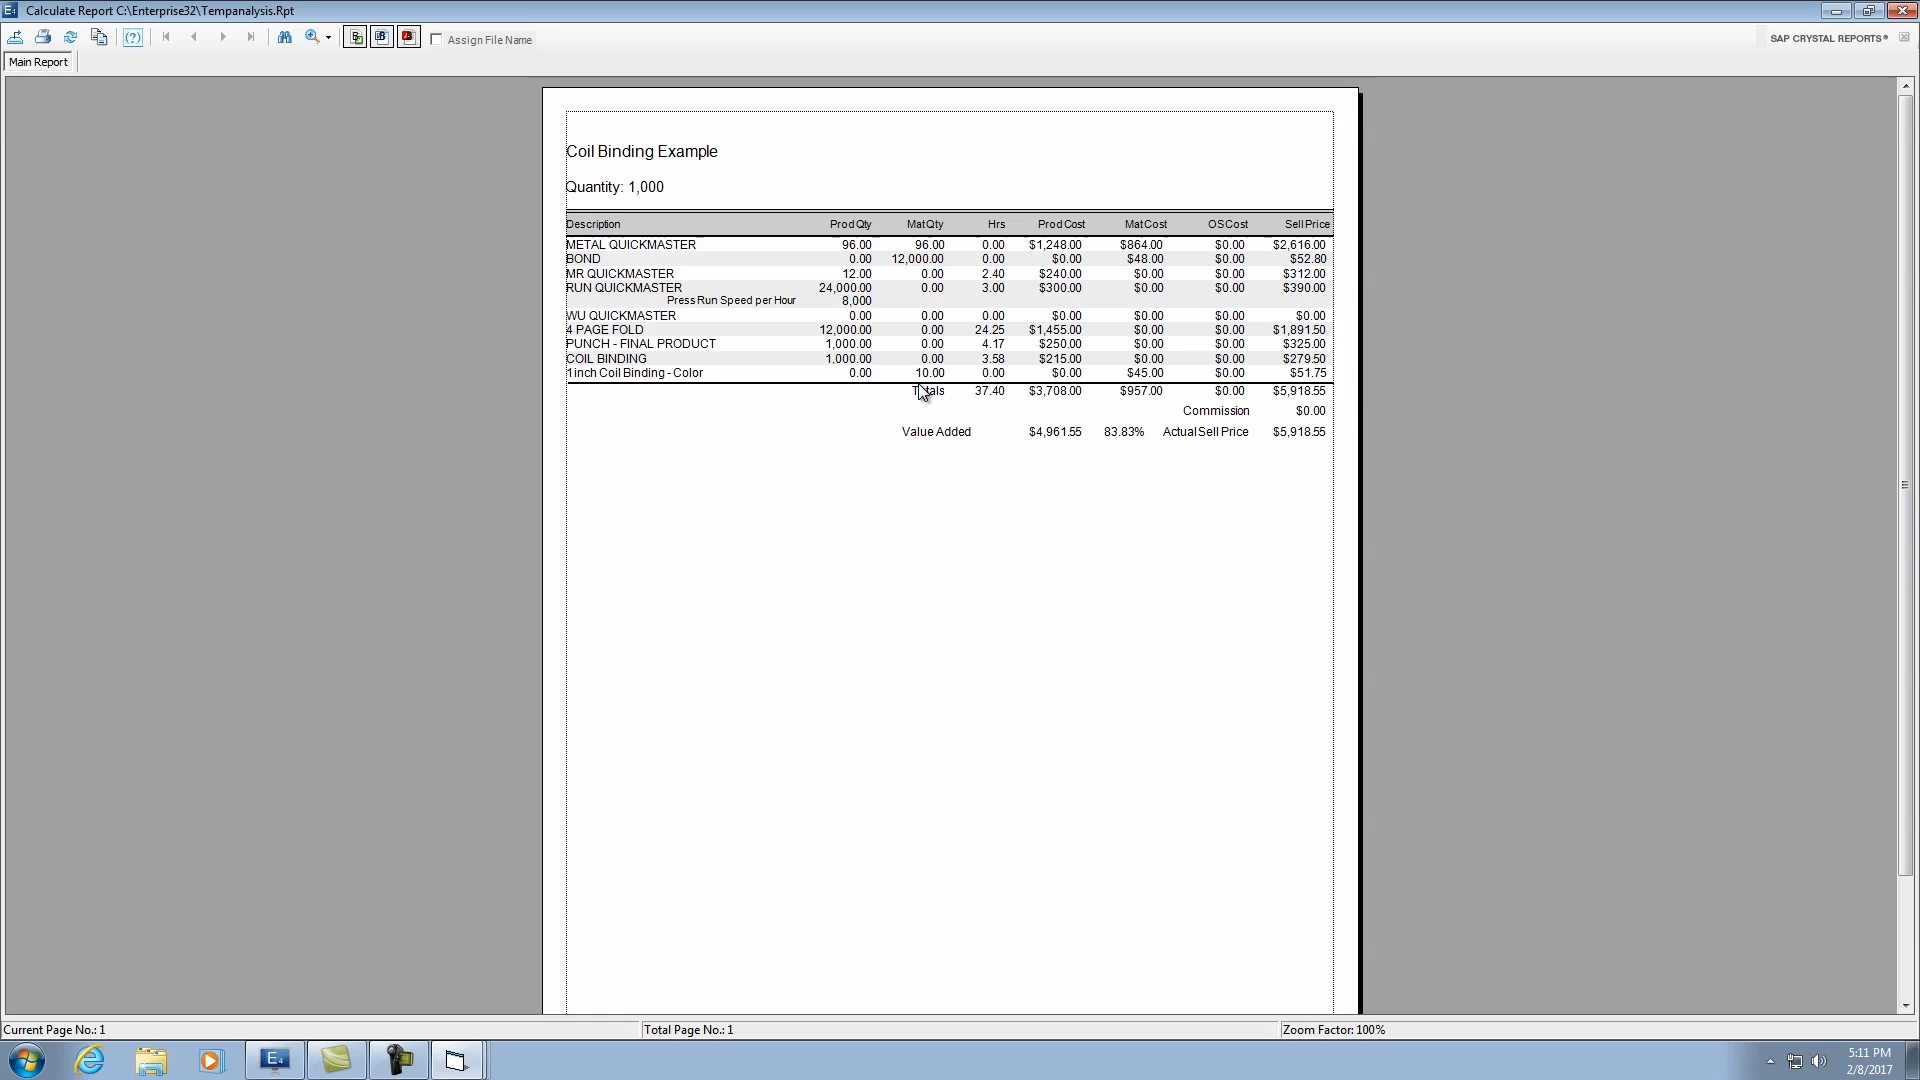 Calculate Report C:\Enterprise32\Tempanalysis.Rpt
Assign File Name
SAP CRYSTAL REPORTS®
Main Report
Coil Binding Example
Quantity: 1,000
Description Prod Qty Mat Qty Hrs Prod Cost Mat Cost OS Cost Sell Price
METAL QUICKMASTER 96.00 96.00 0.00 $1,248.00 $864.00 $0.00 $2,616.00
BOND 0.00 12,000.00 0.00 $0.00 $48.00 $0.00 $52.80
MR QUICKMASTER 12.00 0.00 2.40 $240.00 $0.00 $0.00 $312.00
RUN QUICKMASTER 24,000.00 0.00 3.00 $300.00 $0.00 $0.00 $390.00
Press Run Speed per Hour 8,000
WU QUICKMASTER 0.00 0.00 0.00 $0.00 $0.00 $0.00 $0.00
4 PAGE FOLD 12,000.00 0.00 24.25 $1,455.00 $0.00 $0.00 $1,891.50
PUNCH - FINAL PRODUCT 1,000.00 0.00 4.17 $250.00 $0.00 $0.00 $325.00
COIL BINDING 1,000.00 0.00 3.58 $215.00 $0.00 $0.00 $279.50
1 inch Coil Binding - Color 0.00 10.00 0.00 $0.00 $45.00 $0.00 $51.75
Totals 37.40 $3,708.00 $957.00 $0.00 $5,918.55
Commission $0.00
Value Added $4,961.55 83.83% Actual Sell Price $5,918.55
Current Page No.: 1 Total Page No.: 1 Zoom Factor: 100%
5:11 PM
2/8/2017